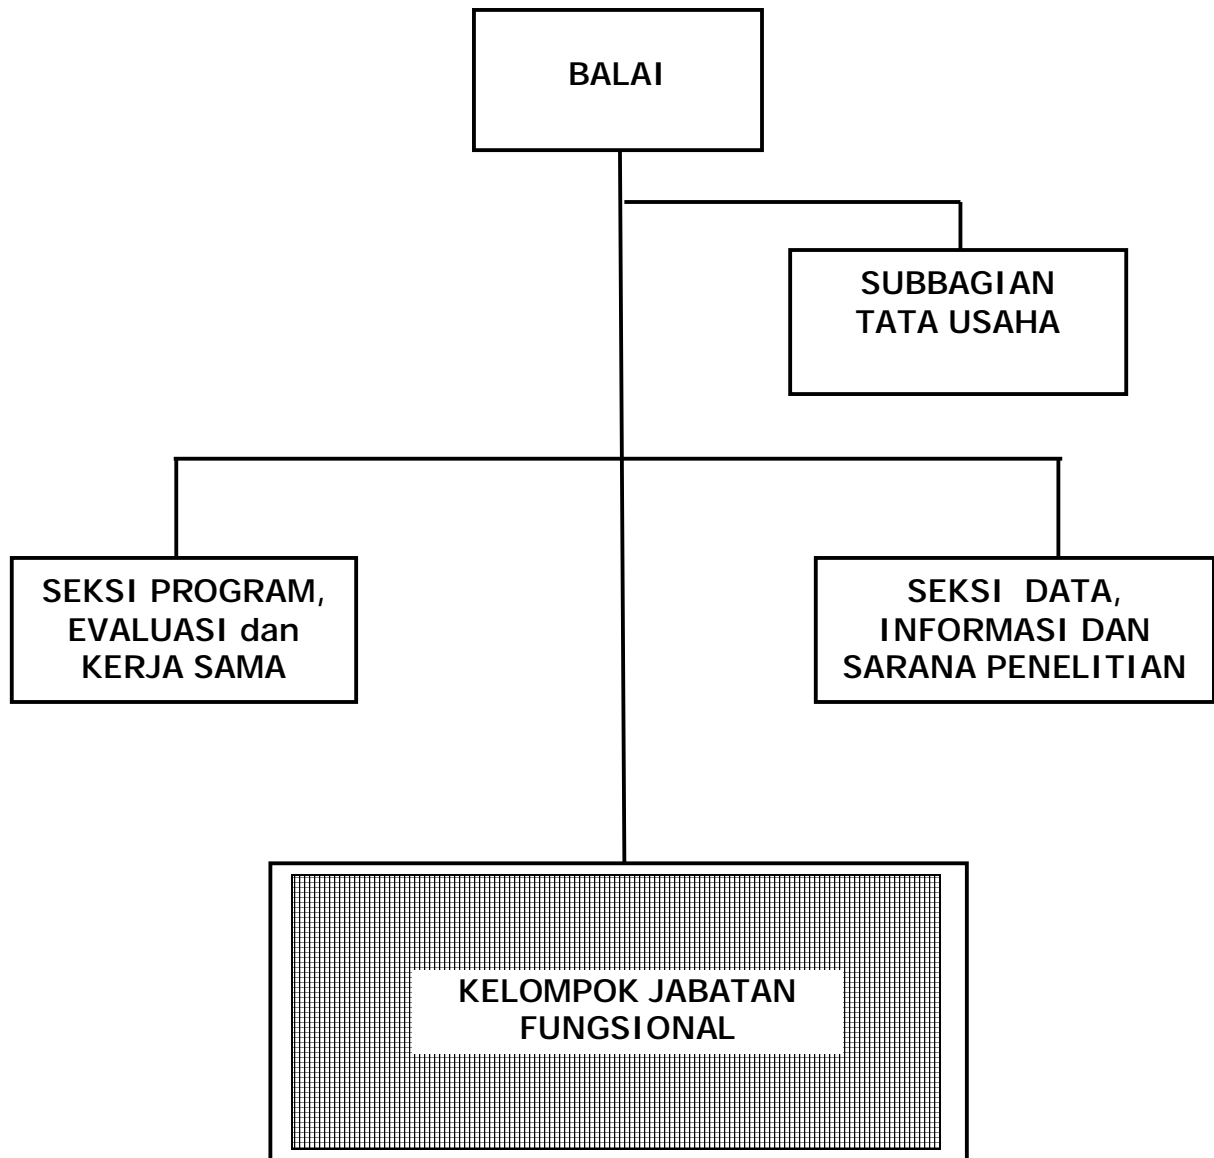 BALAI
SUBBAGIAN
TATA USAHA
SEKSI PROGRAM,
EVALUASI dan
KERJA SAMA
SEKSI DATA,
INFORMASI DAN
SARANA PENELITIAN
KELOMPOK JABATAN
FUNGSIONAL